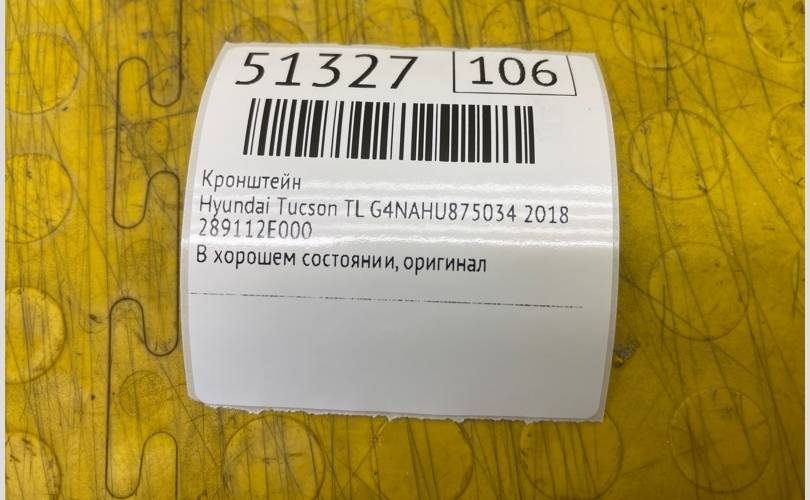 51327 106
Кронштейн
Hyundai Tucson TL G4NAHU875034 2018
289112E000
В хорошем состоянии, оригинал